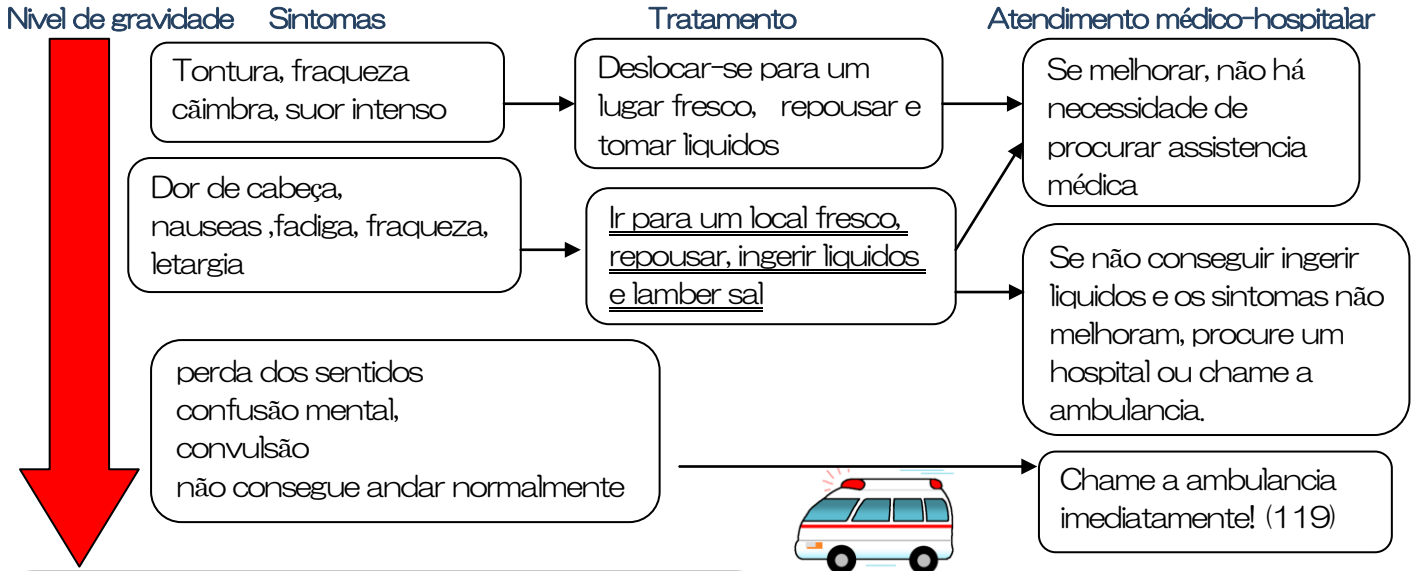 Nivel de gravidade Sintomas Tratamento Atendimento médico-hospitalar
Tontura, fraqueza
cãimbra, suor intenso
Deslocar-se para um
lugar fresco, repousar e
tomar liquidos
Se melhorar, não há
necessidade de
procurar assistencia
médica
Dor de cabeça,
nauseas ,fadiga, fraqueza,
letargia
Ir para um local fresco,
repousar, ingerir liquidos
e lamber sal
Se não conseguir ingerir
liquidos e os sintomas não
melhoram, procure um
hospital ou chame a
ambulancia.
perda dos sentidos
confusão mental,
convulsão
não consegue andar normalmente
Chame a ambulancia
imediatamente! (119)